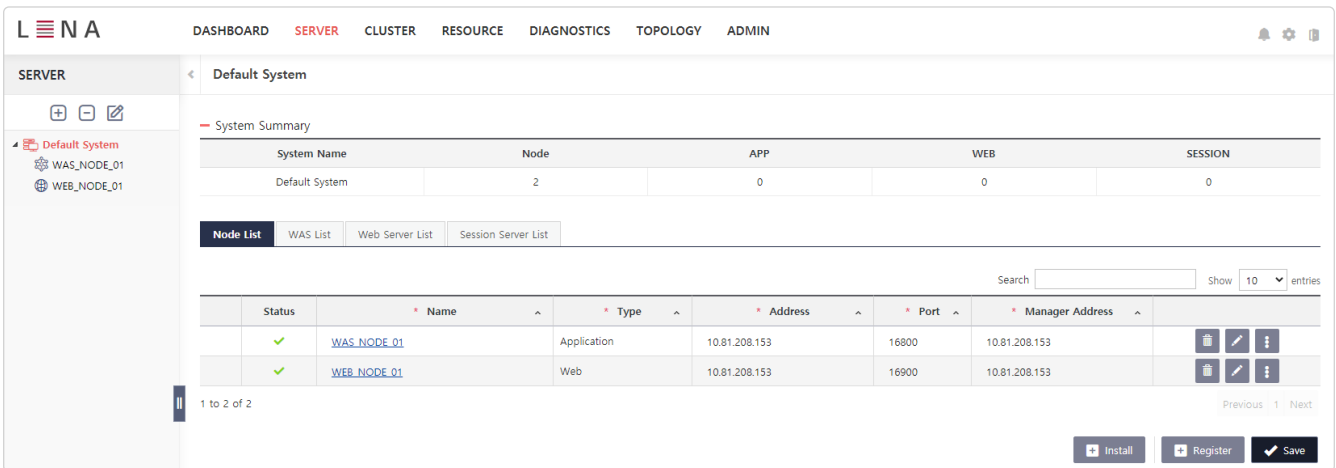 LENA DASHBOARD SERVER CLUSTER RESOURCE DIAGNOSTICS TOPOLOGY ADMIN
SERVER Default System
Default System
WAS_NODE_01
WEB_NODE_01
System Summary
System Name Node APP WEB SESSION
Default System 2 0 0 0
Node List WAS List Web Server List Session Server List
Search Show 10 entries
Status * Name * Type * Address * Port * Manager Address
WAS_NODE_01 Application 10.81.208.153 16800 10.81.208.153
WEB_NODE_01 Web 10.81.208.153 16900 10.81.208.153
1 to 2 of 2 Previous 1 Next
Install Register Save